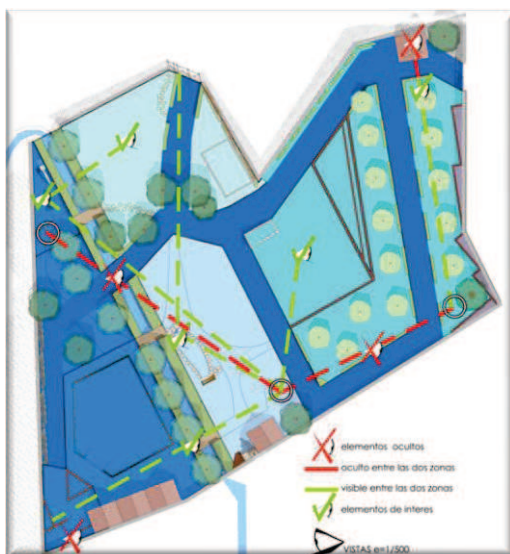 elementos ocultos
oculto entre las dos zonas
visible entre las dos zonas
elementos de interes
VISTAS e=1/500